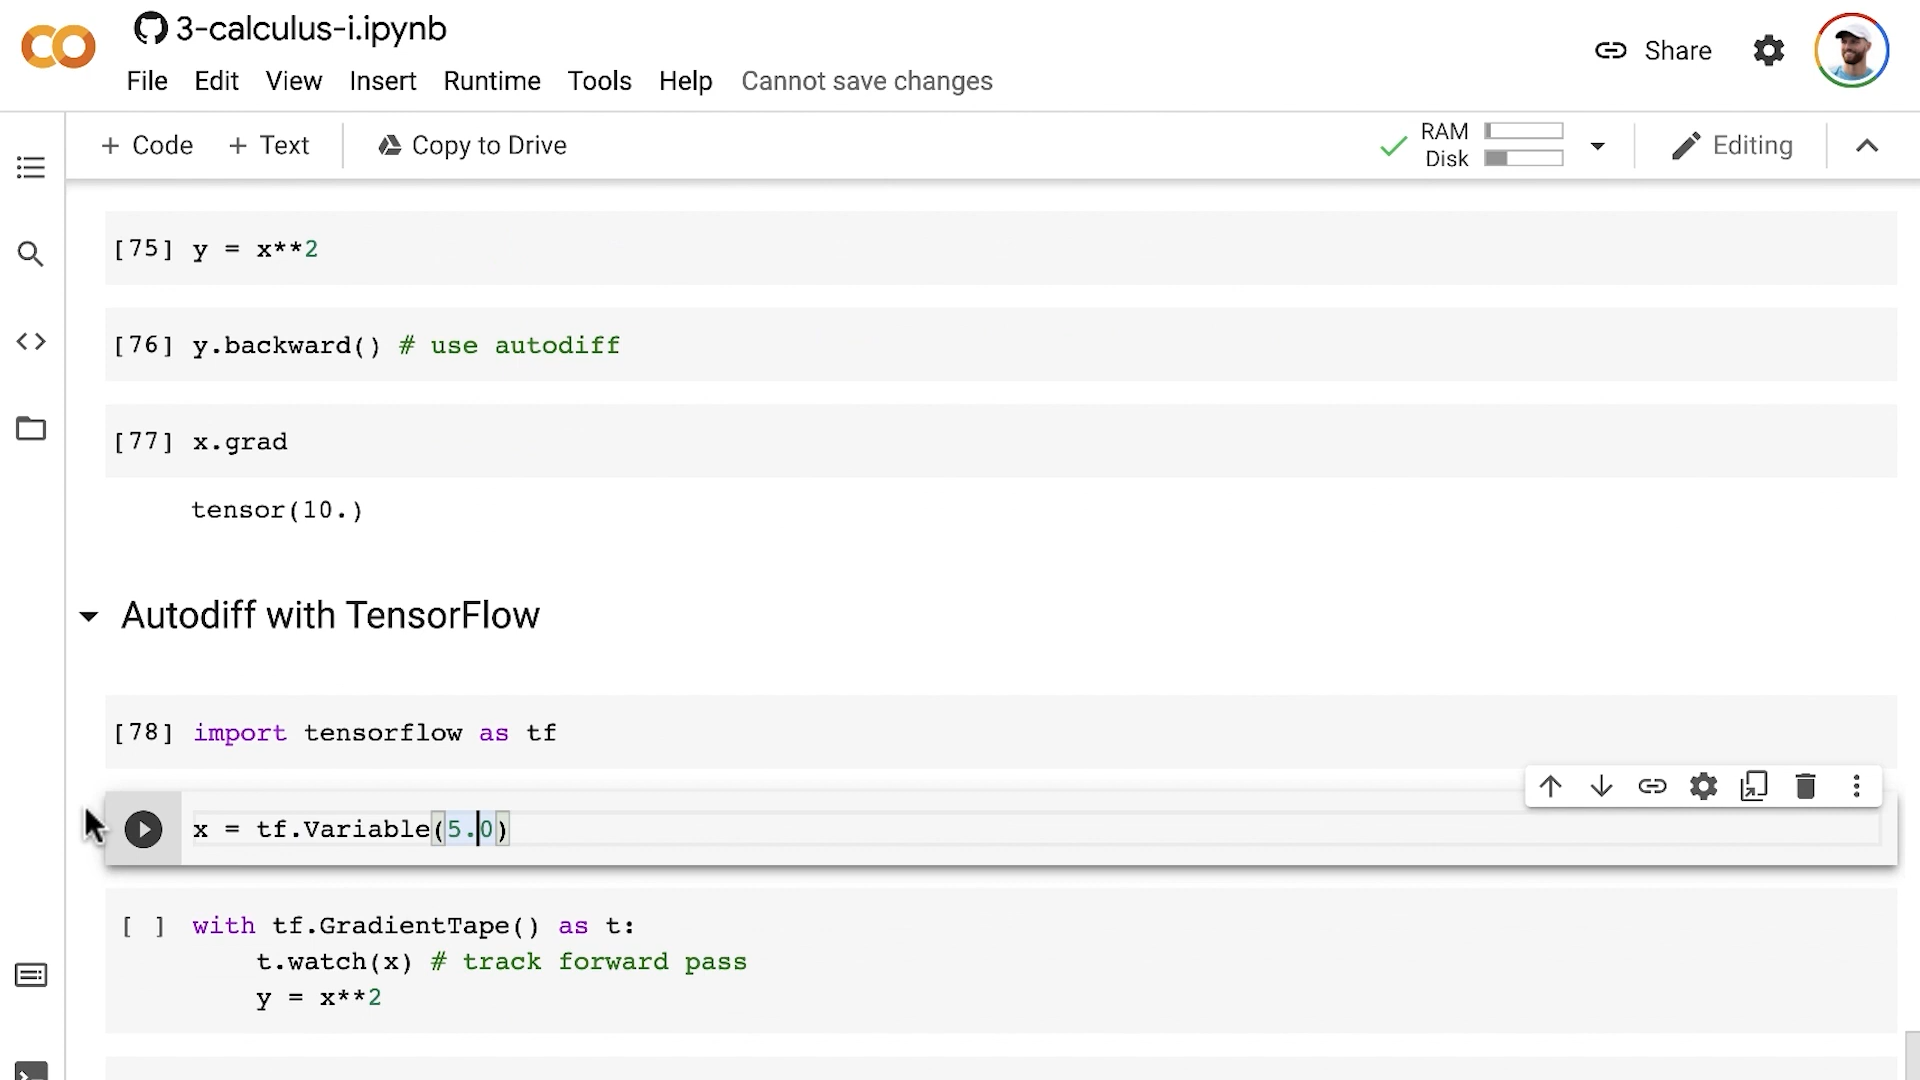 3-calculus-i.ipynb
File Edit View Insert Runtime Tools Help Cannot save changes
Share
+ Code + Text Copy to Drive
RAM
Disk
Editing
[75] y = x**2
[76] y.backward() # use autodiff
[77] x.grad
tensor(10.)
Autodiff with TensorFlow
[78] import tensorflow as tf
x = tf.Variable(5.0)
[ ] with tf.GradientTape() as t:
t.watch(x) # track forward pass
y = x**2